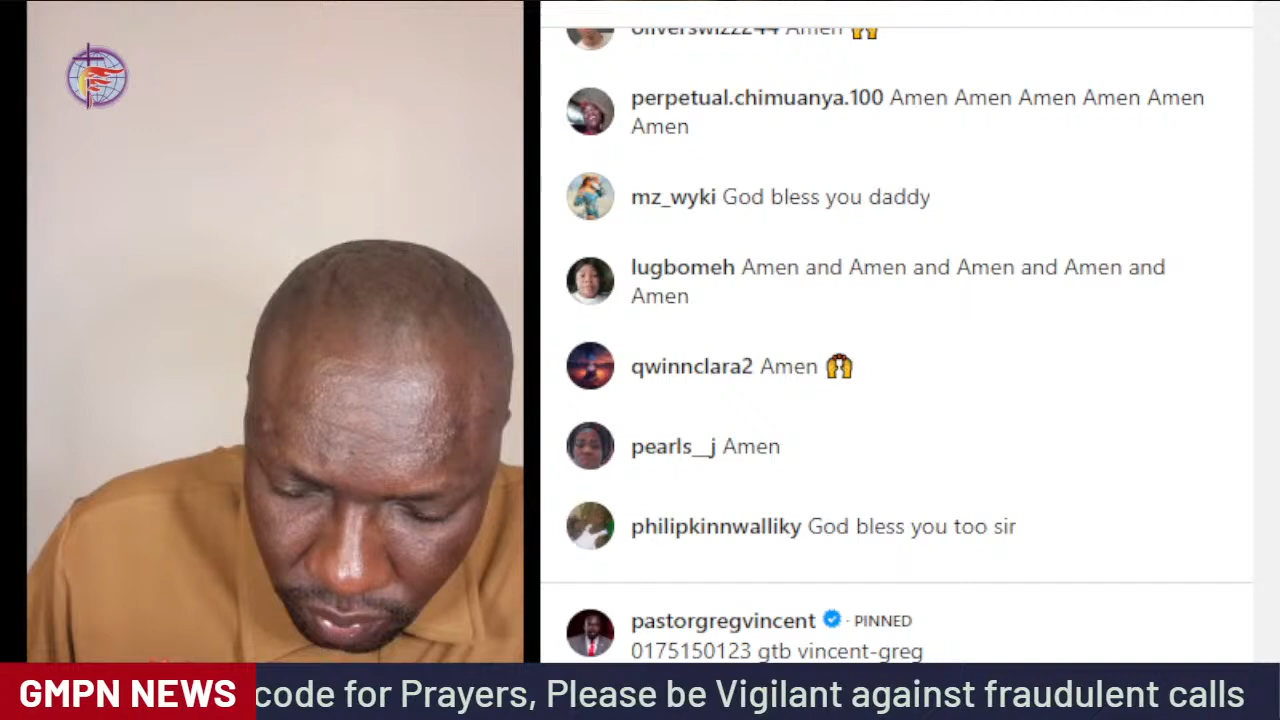 oliverswizz244 Amen 🙌
perpetual.chimuanya.100 Amen Amen Amen Amen Amen
Amen
mz_wyki God bless you daddy
lugbomeh Amen and Amen and Amen and Amen and
Amen
qwinnclara2 Amen 🙌
pearls__j Amen
philipkinnwalliky God bless you too sir
pastorgregvincent · PINNED
0175150123 gtb vincent-greg
GMPN NEWS code for Prayers, Please be Vigilant against fraudulent calls